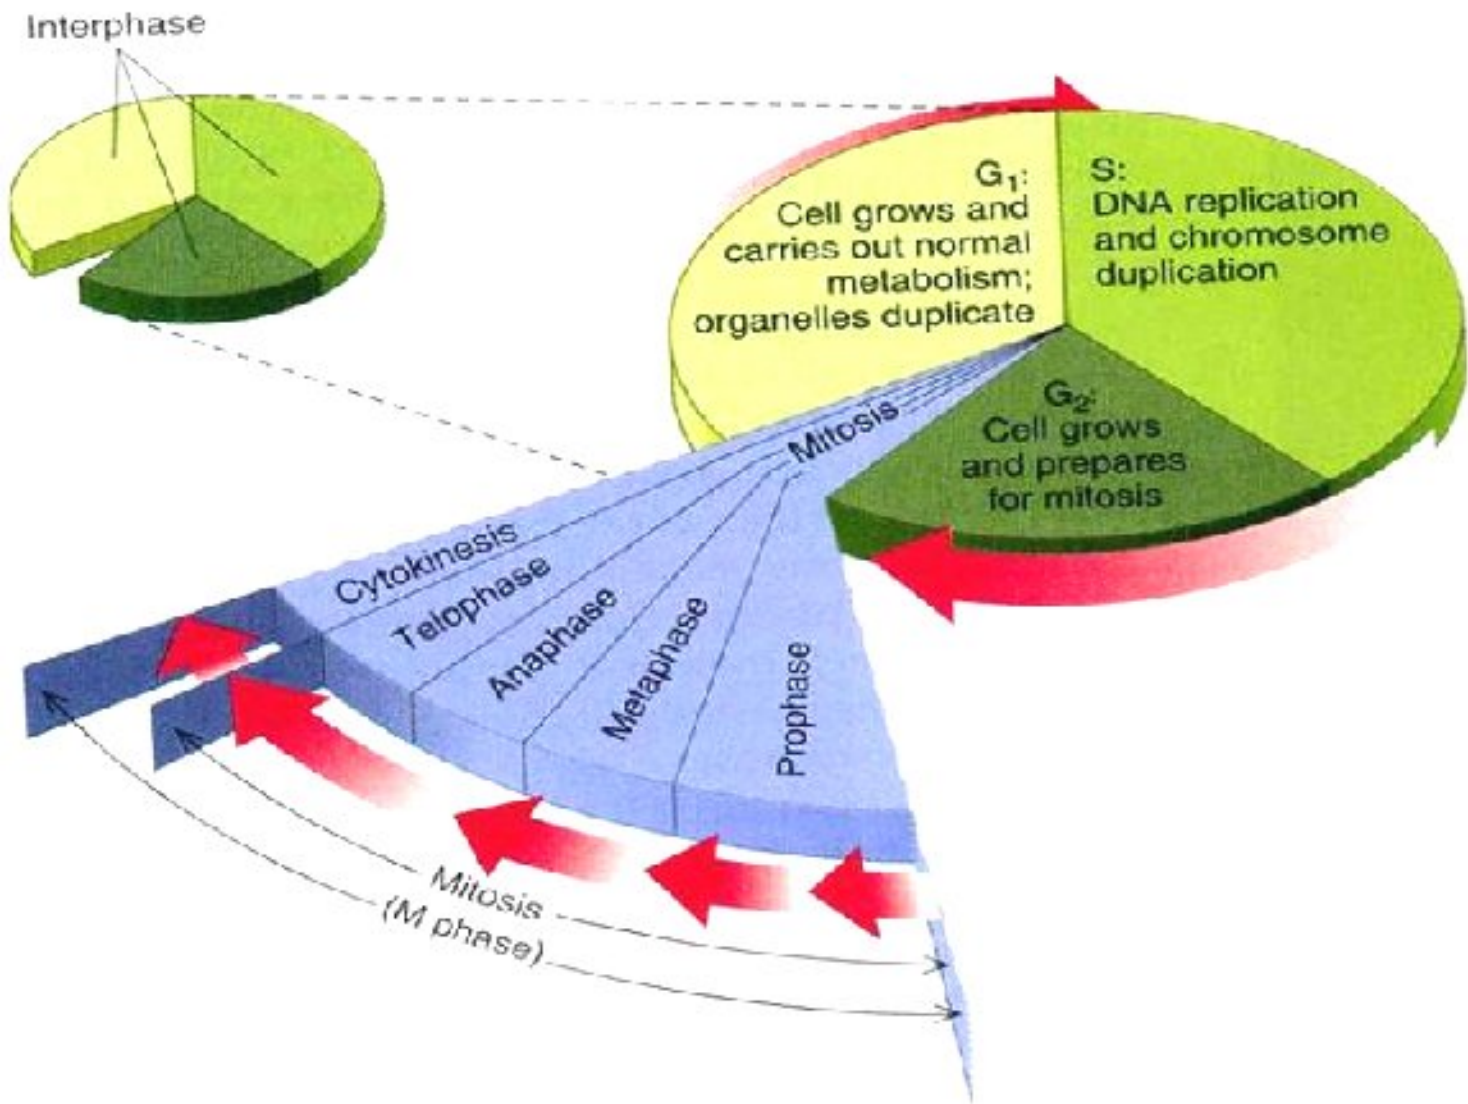 Interphase
G1:
Cell grows and
carries out normal
metabolism;
organelles duplicate
S:
DNA replication
and chromosome
duplication
G2:
Cell grows
and prepares
for mitosis
Mitosis
Cytokinesis
Telophase
Anaphase
Metaphase
Prophase
Mitosis
(M phase)